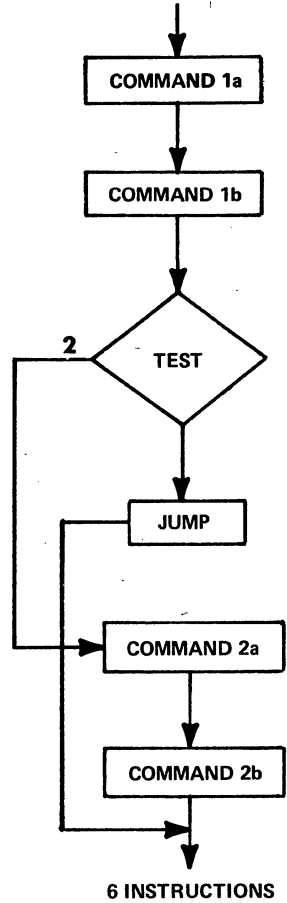 COMMAND 1a
COMMAND 1b
2
TEST
JUMP
COMMAND 2a
COMMAND 2b
6 INSTRUCTIONS